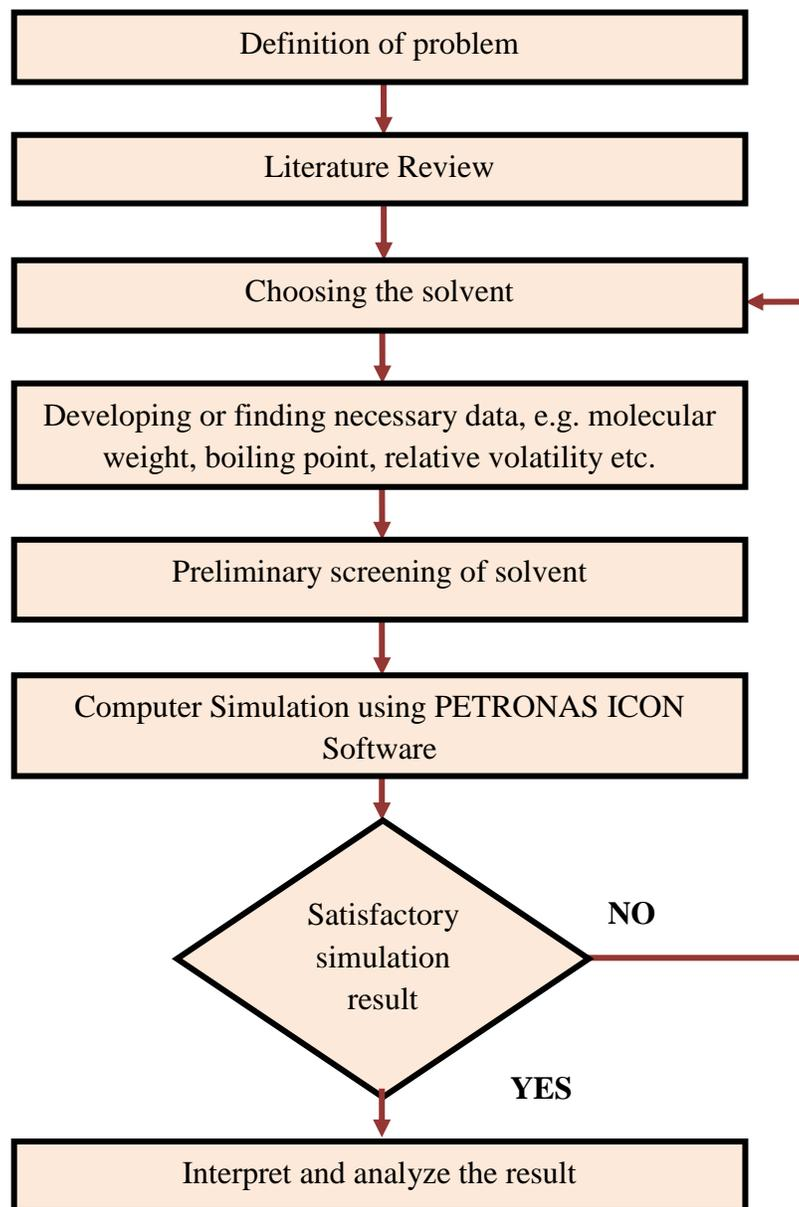 Definition of problem
Literature Review
Choosing the solvent
Developing or finding necessary data, e.g. molecular
weight, boiling point, relative volatility etc.
Preliminary screening of solvent
Computer Simulation using PETRONAS ICON
Software
Satisfactory
simulation
result
NO
YES
Interpret and analyze the result